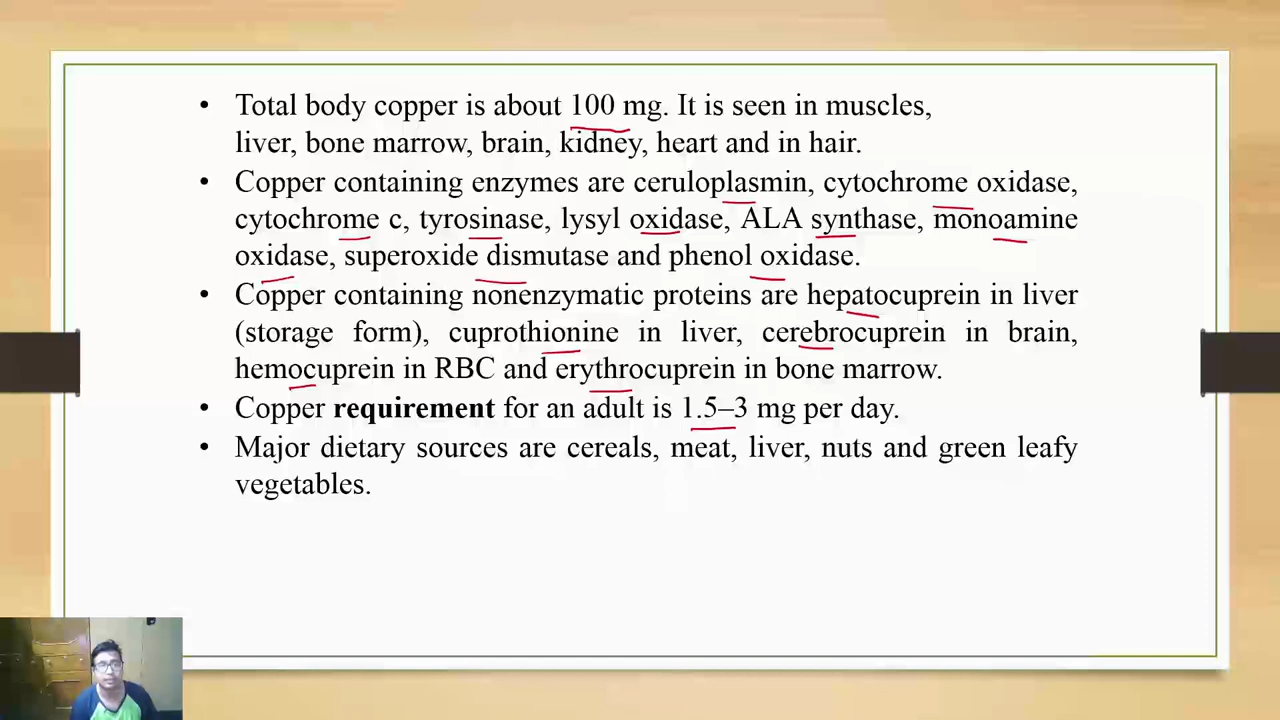 • Total body copper is about 100 mg. It is seen in muscles,
liver, bone marrow, brain, kidney, heart and in hair.
• Copper containing enzymes are ceruloplasmin, cytochrome oxidase,
cytochrome c, tyrosinase, lysyl oxidase, ALA synthase, monoamine
oxidase, superoxide dismutase and phenol oxidase.
• Copper containing nonenzymatic proteins are hepatocuprein in liver
(storage form), cuprothionine in liver, cerebrocuprein in brain,
hemocuprein in RBC and erythrocuprein in bone marrow.
• Copper requirement for an adult is 1.5–3 mg per day.
• Major dietary sources are cereals, meat, liver, nuts and green leafy
vegetables.